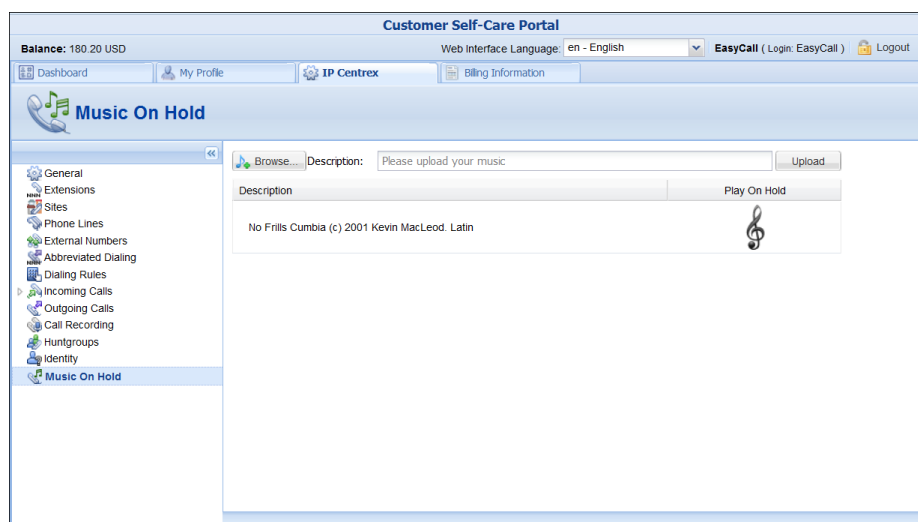 Customer Self-Care Portal
Balance: 180.20 USD Web Interface Language: en - English EasyCall ( Login: EasyCall ) Logout
Dashboard My Profile IP Centrex Billing Information
Music On Hold
General
Extensions
Sites
Phone Lines
External Numbers
Abbreviated Dialing
Dialing Rules
Incoming Calls
Outgoing Calls
Call Recording
Huntgroups
Identity
Music On Hold
Browse... Description: Please upload your music Upload
Description Play On Hold
No Frills Cumbia (c) 2001 Kevin MacLeod. Latin